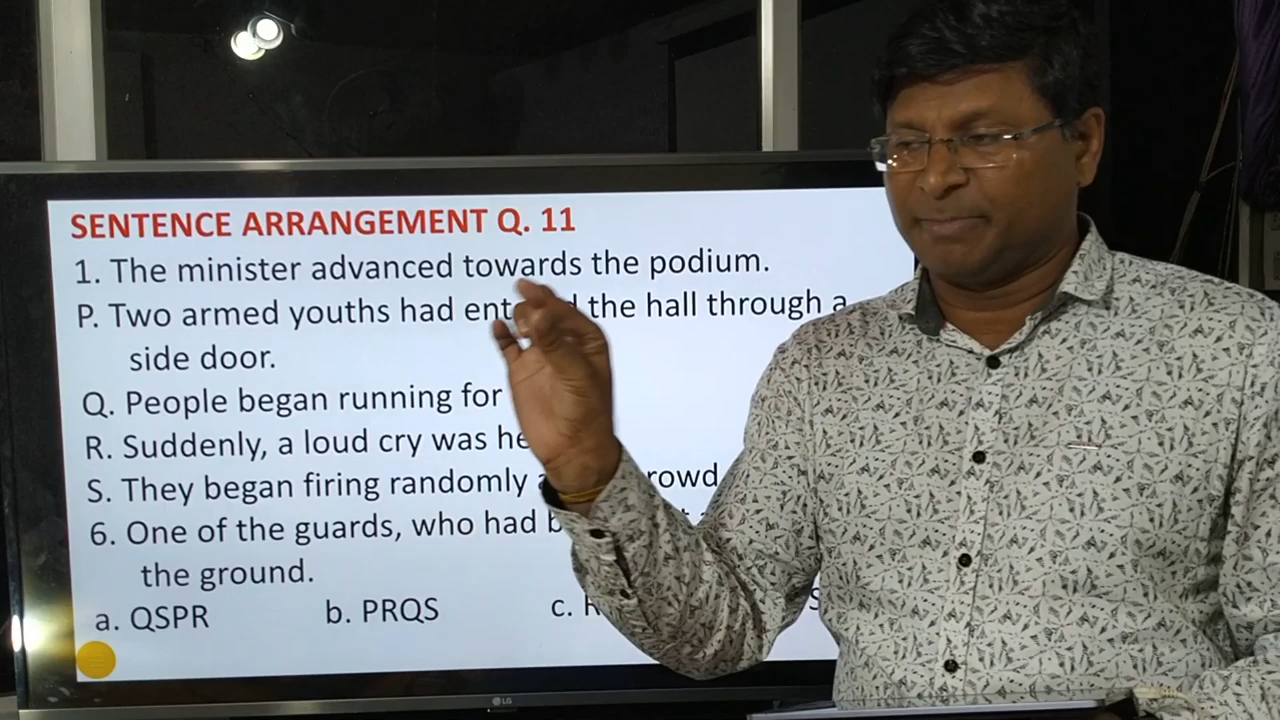 SENTENCE ARRANGEMENT Q. 11
1. The minister advanced towards the podium.
P. Two armed youths had the hall through a
side door.
Q. People began running for
R. Suddenly, a loud cry was
S. They began firing randomly
6. One of the guards, who had
the ground.
a. QSPR b. PRQS c.
LG